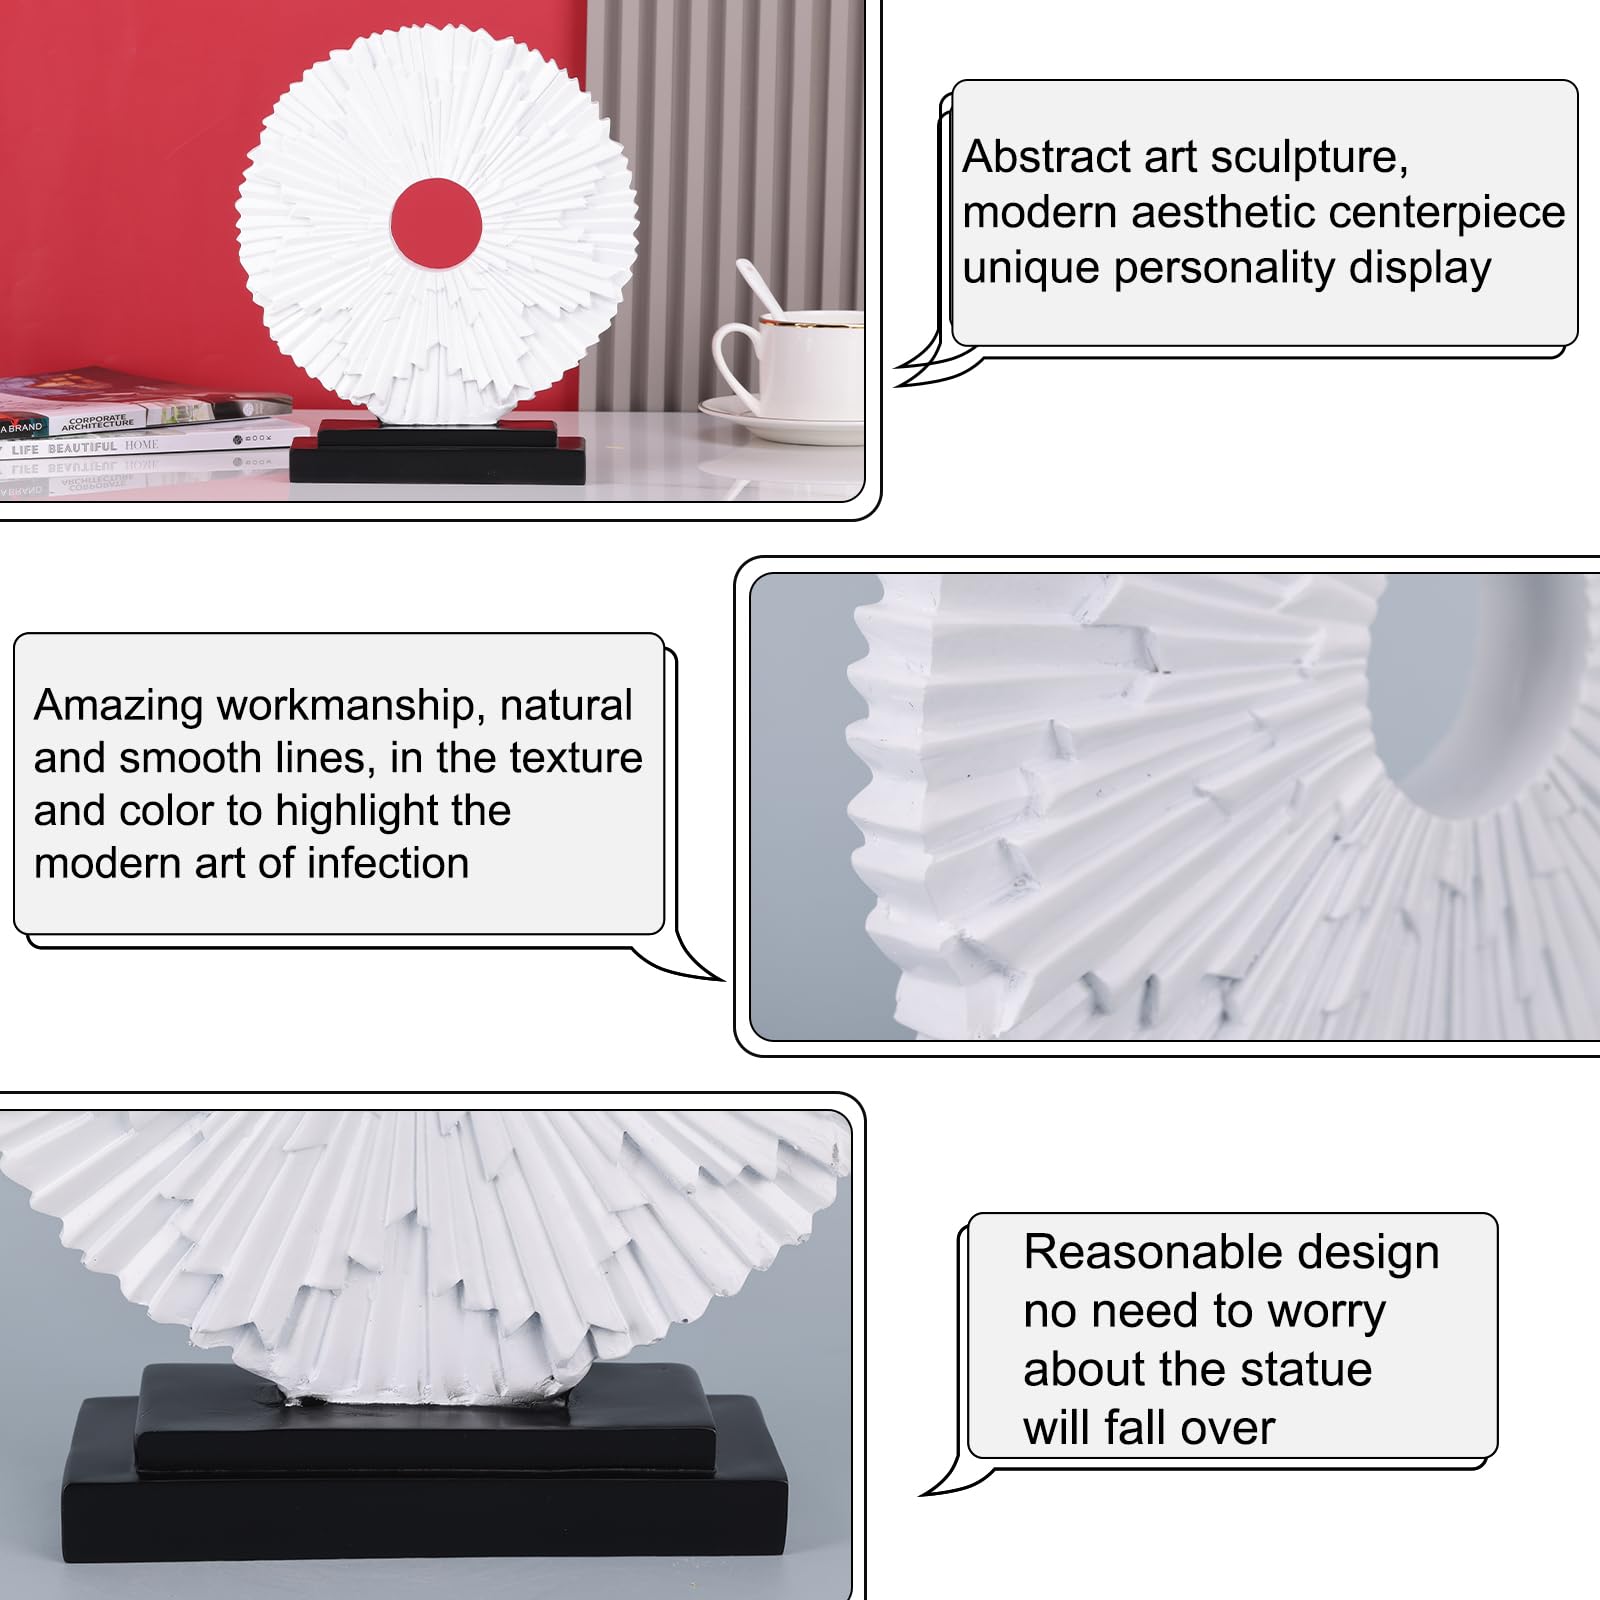 Abstract art sculpture,
modern aesthetic centerpiece
unique personality display
A BRAND
CORPORATE
ARCHITECTURE
LIFE BEAUTIFUL HOME
BOOK
Amazing workmanship, natural
and smooth lines, in the texture
and color to highlight the
modern art of infection
Reasonable design
no need to worry
about the statue
will fall over